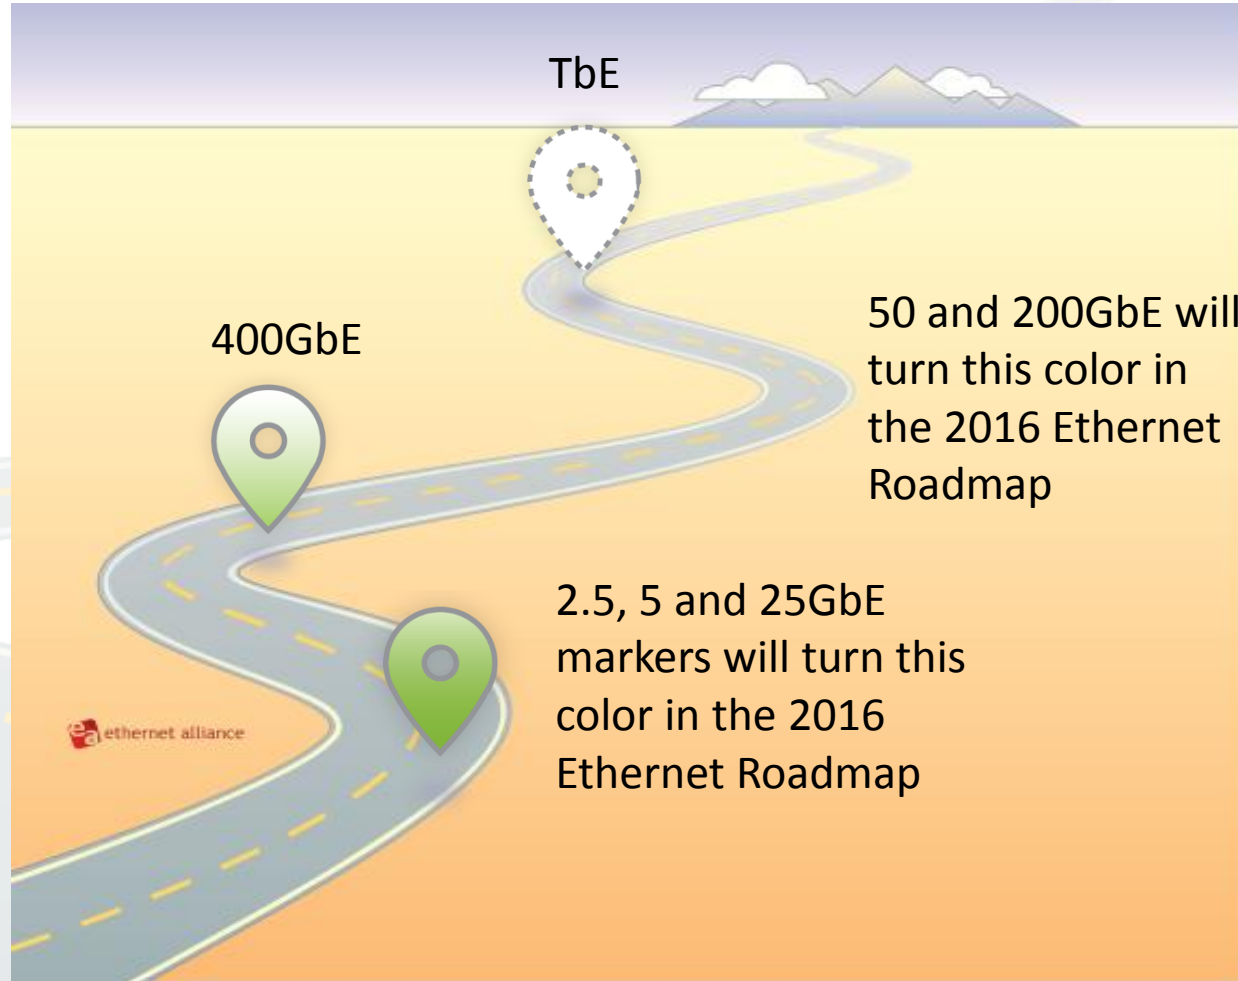 TbE
400GbE
50 and 200GbE will
turn this color in
the 2016 Ethernet
Roadmap
2.5, 5 and 25GbE
markers will turn this
color in the 2016
Ethernet Roadmap
ea ethernet alliance